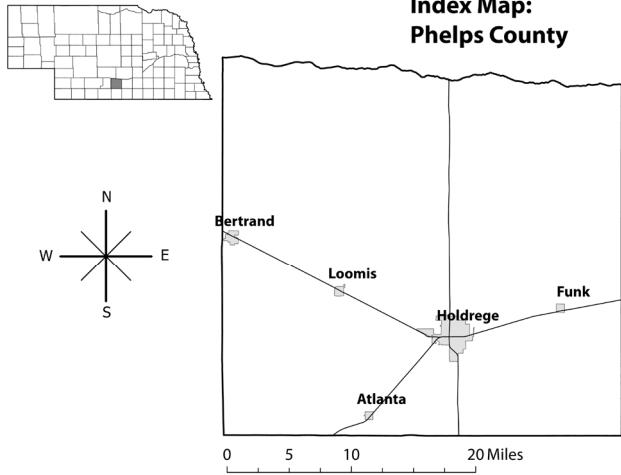 Index Map:
Phelps County
N
W E
S
Bertrand
Loomis
Funk
Holdrege
Atlanta
0 5 10 20 Miles